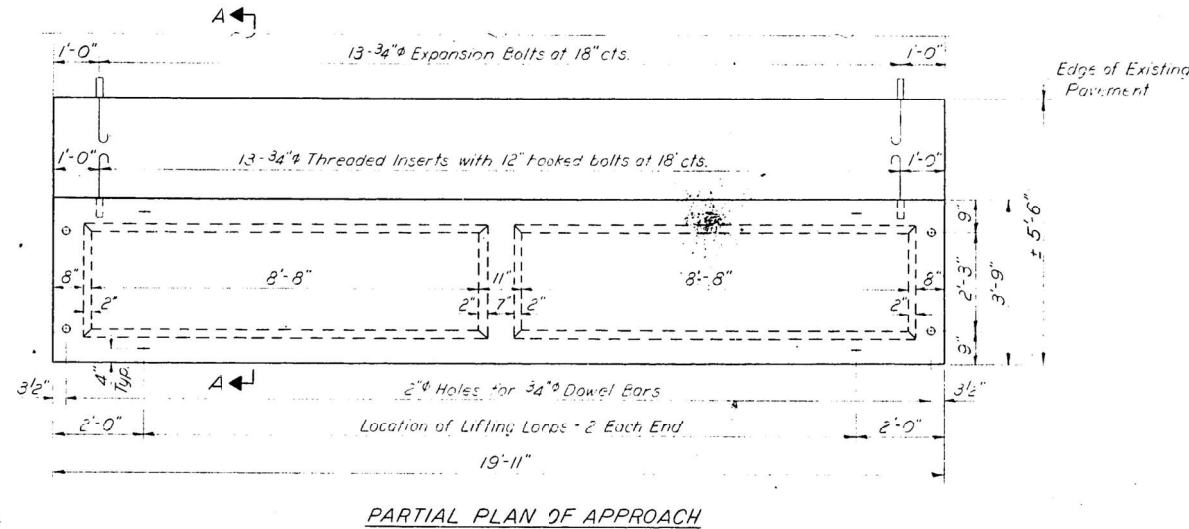 A
1'-0"
13-3/4"φ Expansion Bolts at 18" cts.
1'-0"
Edge of Existing
Pavement
1'-0"
13-3/4"φ Threaded Inserts with 12" hooked bolts at 18" cts.
1'-0"
9"
± 5'-6"
8"
8'-8"
11"
8'-8"
8"
2'-3"
3'-9"
2"
2"
7"
2"
2"
9"
4"
Typ.
3 1/2"
A
2"φ Holes for 3/4"φ Dowel Bars
3 1/2"
2'-0"
Location of Lifting Loops - 2 Each End
2'-0"
19'-11"
PARTIAL PLAN OF APPROACH